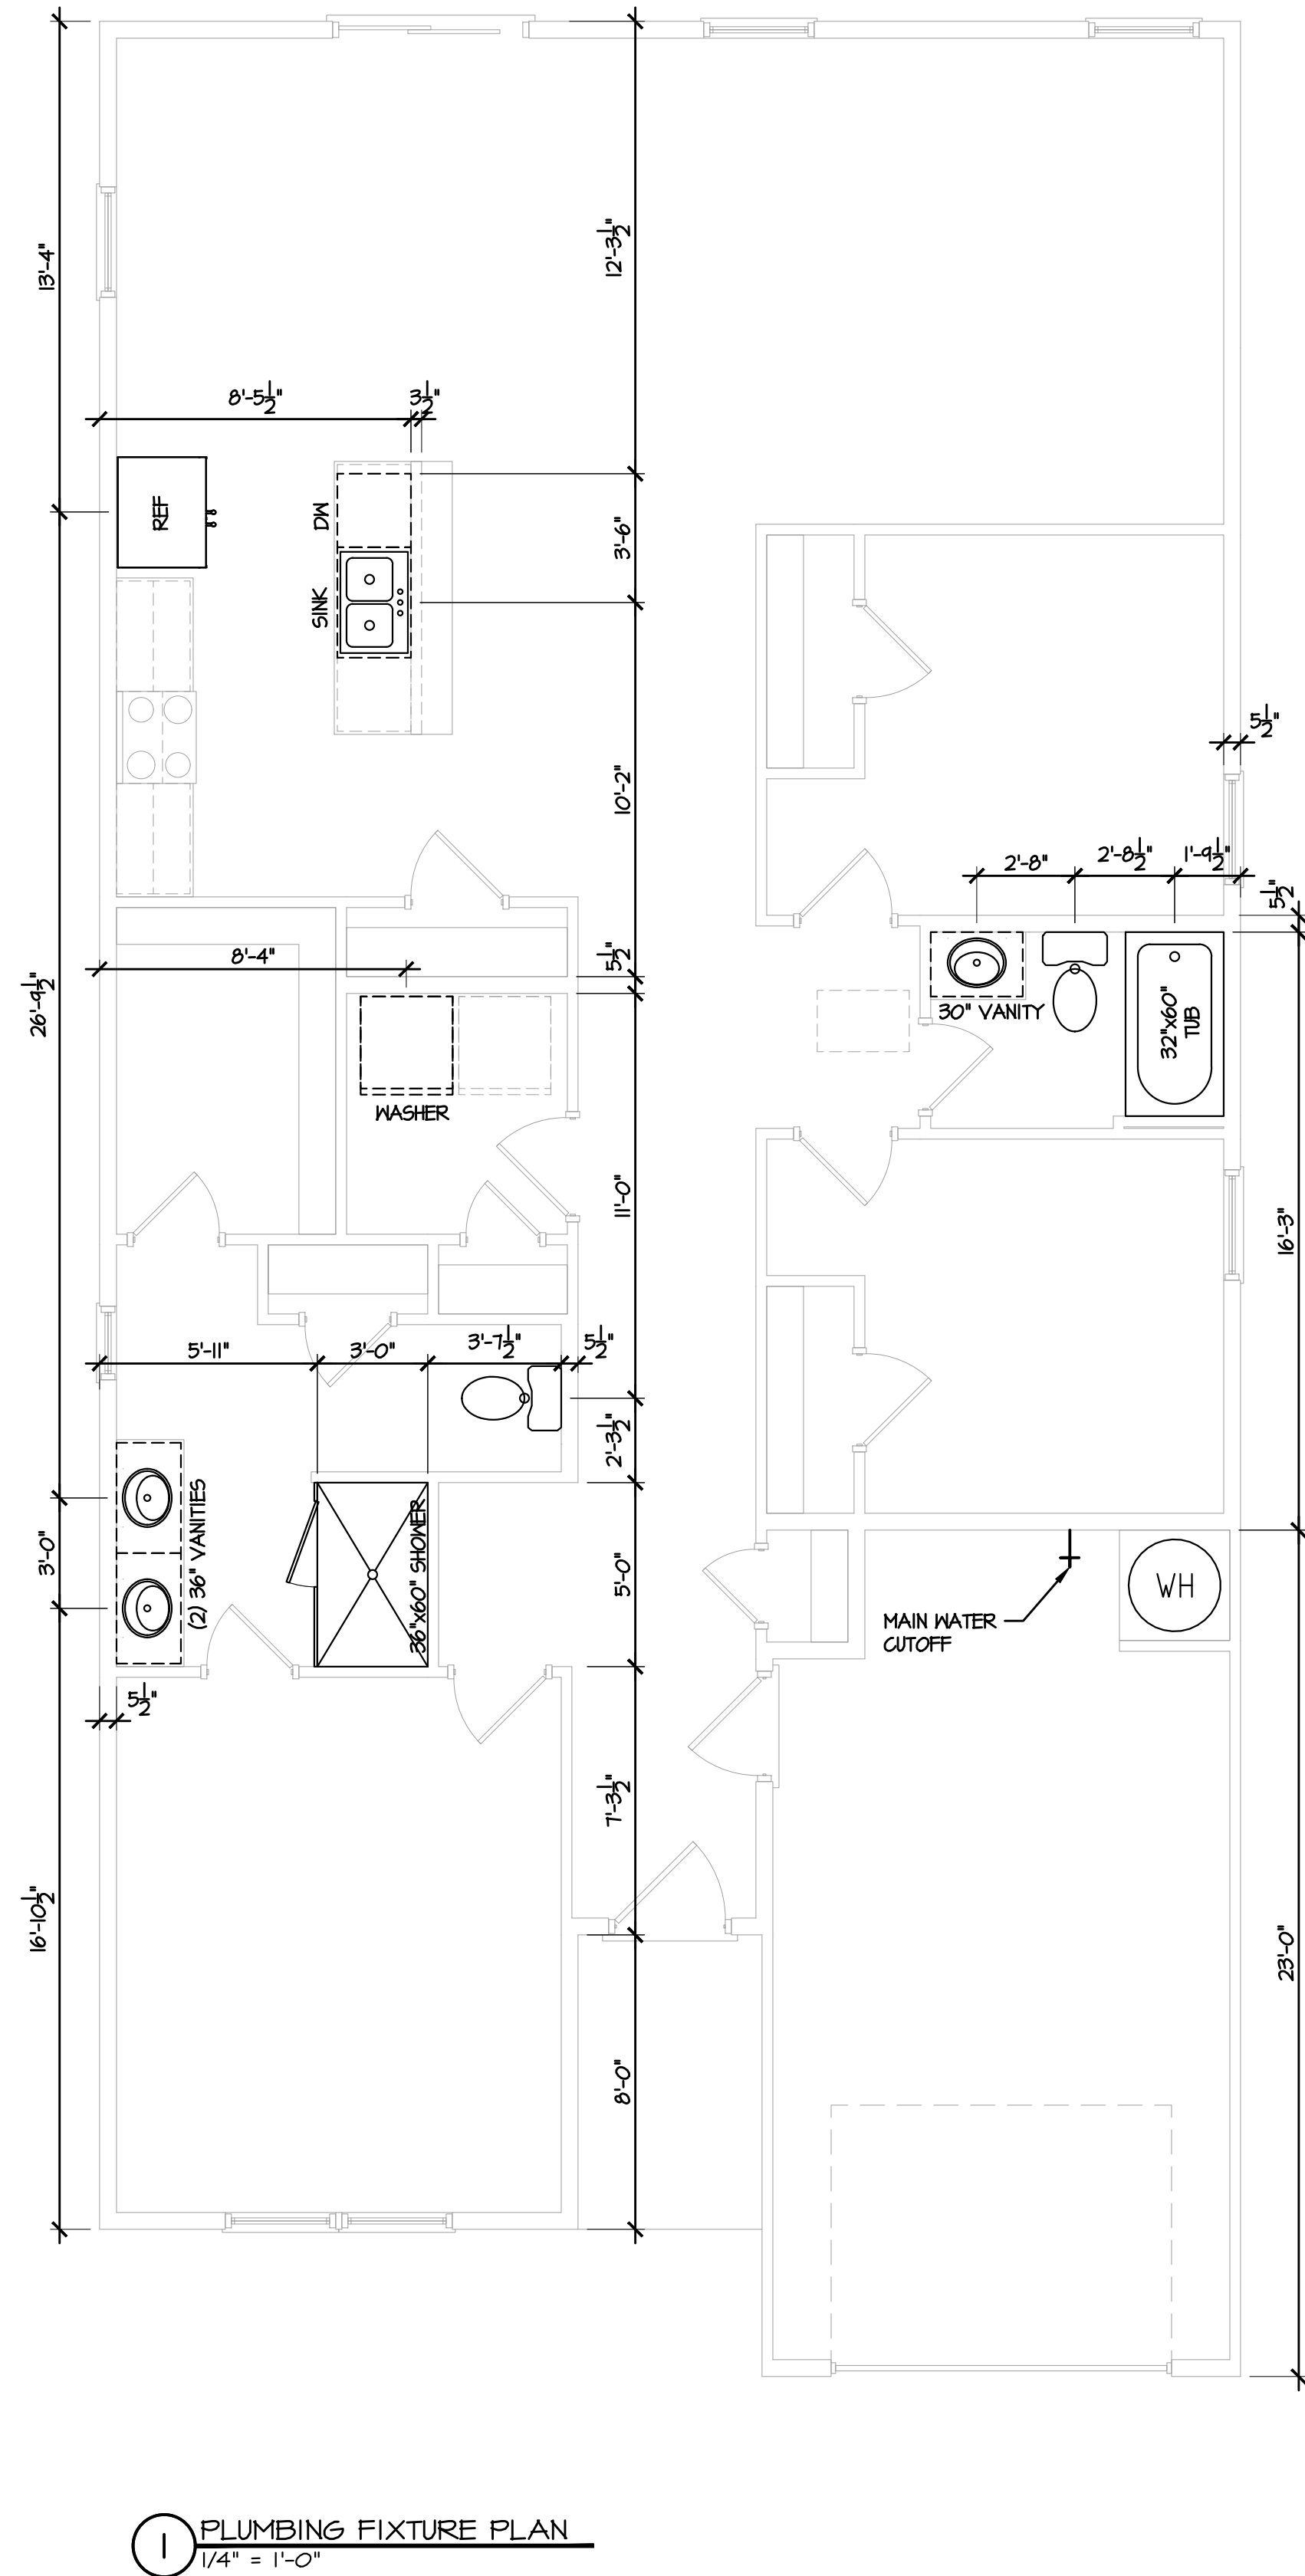 12'-3 1/2"
13'-4"
8'-5 1/2"
3 1/2"
REF
DW
3'-6"
SINK
5 1/2"
10'-2"
2'-8"
2'-8 1/2"
1'-9 1/2"
5 1/2"
8'-4"
5 1/2"
26'-9 1/2"
30" VANITY
32"x60"
TUB
WASHER
11'-0"
16'-3"
5'-11"
3'-0"
3'-7 1/2"
5 1/2"
2'-3 1/2"
(2) 36" VANITIES
36"x60" SHOWER
3'-0"
5'-0"
WH
MAIN WATER
CUTOFF
5 1/2"
7'-3 1/2"
16'-10 1/2"
23'-0"
8'-0"
1
PLUMBING FIXTURE PLAN
1/4" = 1'-0"